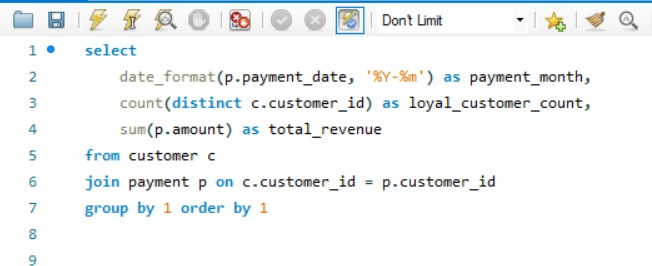 Don't Limit
1 select
2 date_format(p.payment_date, '%Y-%m') as payment_month,
3 count(distinct c.customer_id) as loyal_customer_count,
4 sum(p.amount) as total_revenue
5 from customer c
6 join payment p on c.customer_id = p.customer_id
7 group by 1 order by 1
8
9